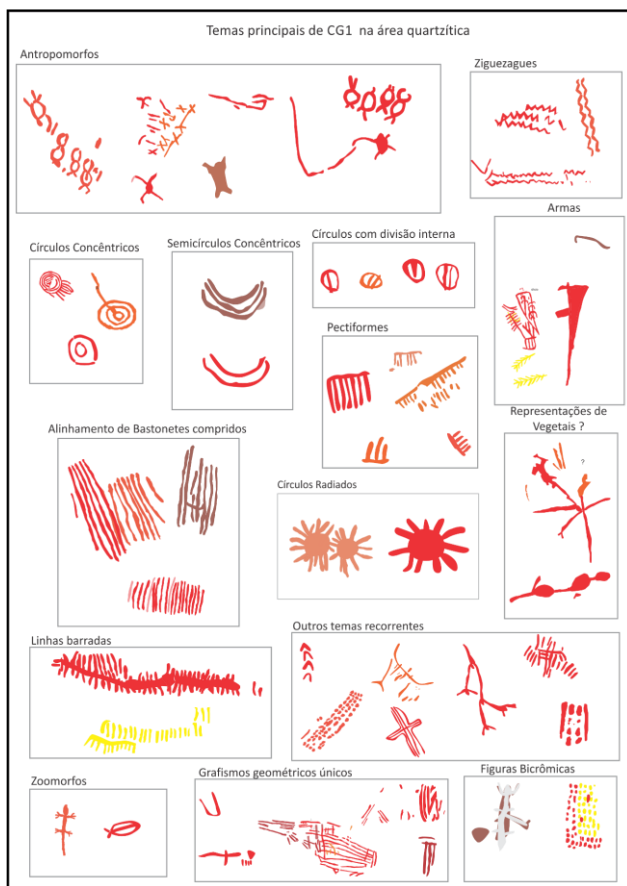 Temas principais de CG1 na área quartzítica
Antropomorfos
Ziguezagues
Armas
Círculos Concêntricos
Semicírculos Concêntricos
Círculos com divisão interna
Pectiformes
Representações de
Vegetais ?
?
Alinhamento de Bastonetes compridos
Círculos Radiados
Linhas barradas
Outros temas recorrentes
Zoomorfos
Grafismos geométricos únicos
Figuras Bicrômicas